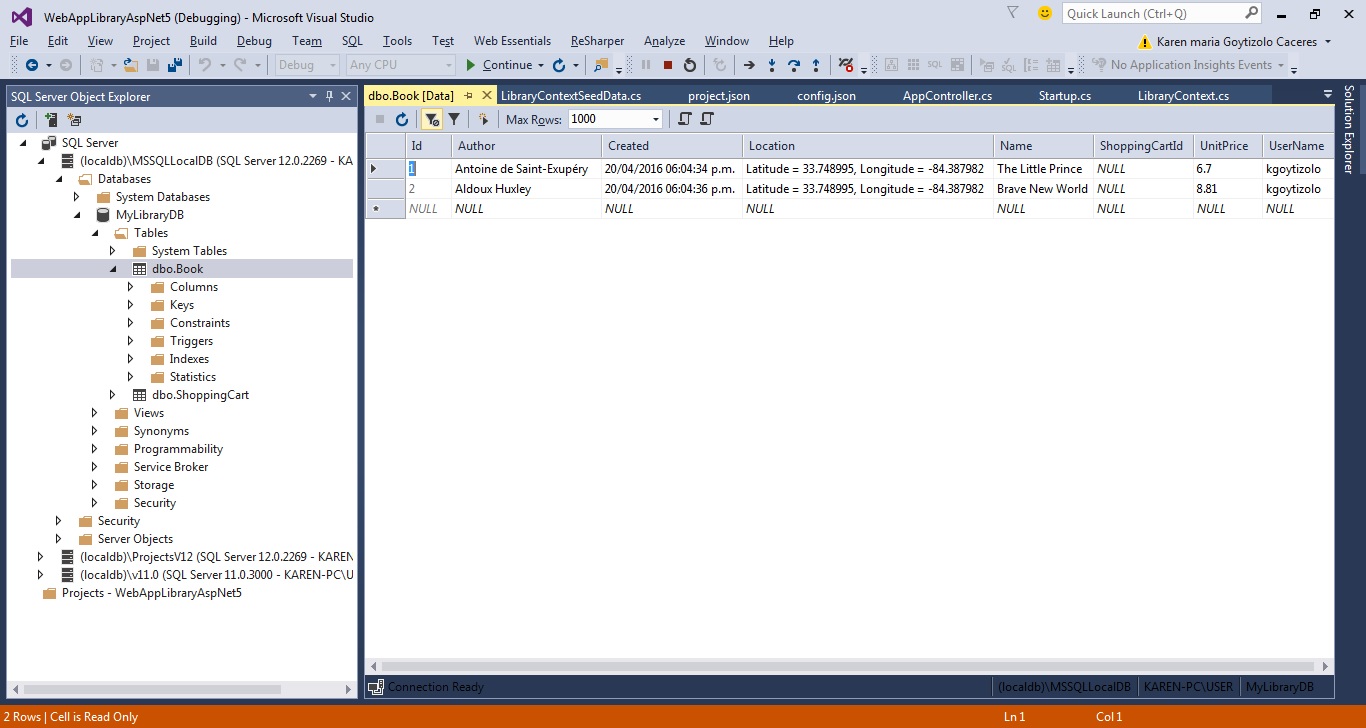 WebAppLibraryAspNet5 (Debugging) - Microsoft Visual Studio
Quick Launch (Ctrl+Q)
File Edit View Project Build Debug Team SQL Tools Test Web Essentials ReSharper Analyze Window Help
Karen maria Goytizolo Caceres
Debug Any CPU Continue SQL No Application Insights Events
SQL Server Object Explorer
dbo.Book [Data] LibraryContextSeedData.cs project.json config.json AppController.cs Startup.cs LibraryContext.cs
Solution Explorer
Max Rows: 1000
Id Author Created Location Name ShoppingCartId UnitPrice UserName
1 Antoine de Saint-Exupéry 20/04/2016 06:04:34 p.m. Latitude = 33.748995, Longitude = -84.387982 The Little Prince NULL 6.7 kgoytizolo
2 Aldoux Huxley 20/04/2016 06:04:36 p.m. Latitude = 33.748995, Longitude = -84.387982 Brave New World NULL 8.81 kgoytizolo
NULL NULL NULL NULL NULL NULL NULL NULL
SQL Server
(localdb)\MSSQLLocalDB (SQL Server 12.0.2269 - KA
Databases
System Databases
MyLibraryDB
Tables
System Tables
dbo.Book
Columns
Keys
Constraints
Triggers
Indexes
Statistics
dbo.ShoppingCart
Views
Synonyms
Programmability
Service Broker
Storage
Security
Security
Server Objects
(localdb)\ProjectsV12 (SQL Server 12.0.2269 - KAREN
(localdb)\v11.0 (SQL Server 11.0.3000 - KAREN-PC\U
Projects - WebAppLibraryAspNet5
Connection Ready (localdb)\MSSQLLocalDB KAREN-PC\USER MyLibraryDB
2 Rows | Cell is Read Only Ln 1 Col 1